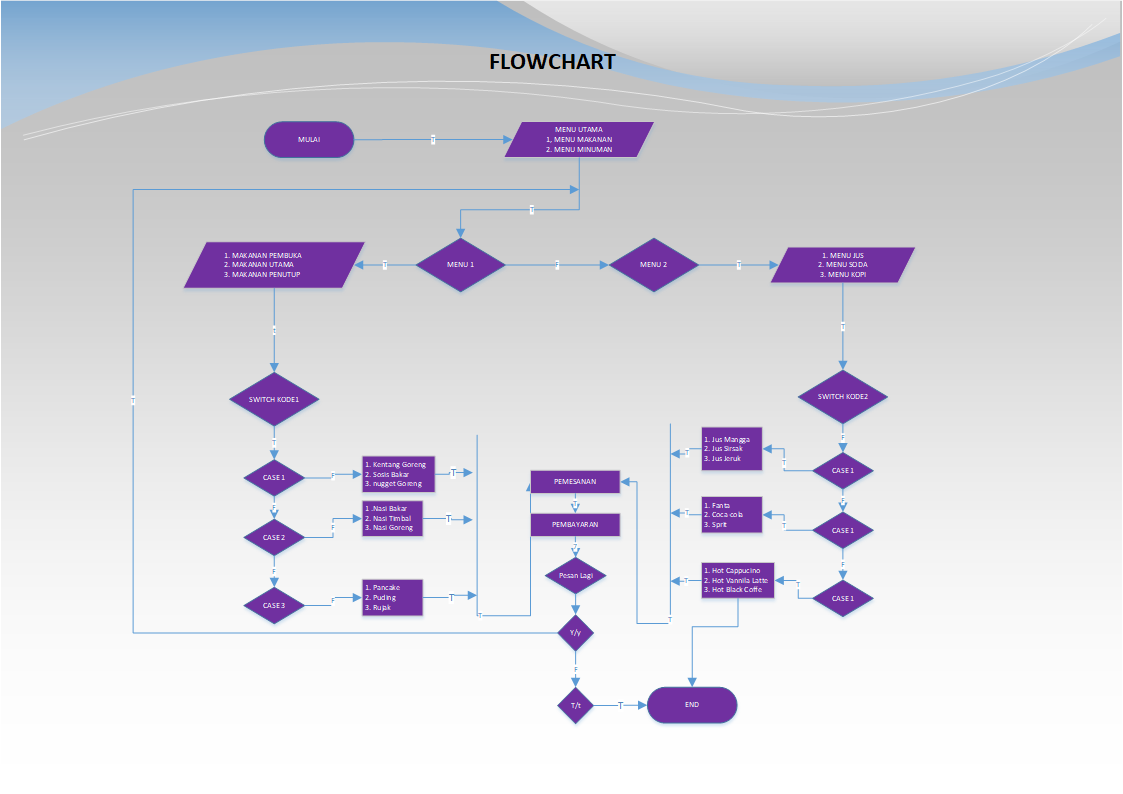 FLOWCHART
MULAI
T
MENU UTAMA
1, MENU MAKANAN
2. MENU MINUMAN
T
1. MAKANAN PEMBUKA
2. MAKANAN UTAMA
3. MAKANAN PENUTUP
T
MENU 1
F
MENU 2
T
1. MENU JUS
2. MENU SODA
3. MENU KOPI
T
T
SWITCH KODE1
SWITCH KODE2
T
F
CASE 1
F
1. Kentang Goreng
2. Sosis Bakar
3. nugget Goreng
T
PEMESANAN
T
1. Jus Mangga
2. Jus Sirsak
3. Jus Jeruk
T
CASE 1
F
F
CASE 2
F
1 .Nasi Bakar
2. Nasi Timbal
3. Nasi Goreng
T
PEMBAYARAN
T
1. Fanta
2. Coca cola
3. Sprit
T
CASE 1
F
F
CASE 3
F
1. Pancake
2. Puding
3. Rujak
T
T
Pesan Lagi
T
1. Hot Cappucino
2. Hot Vannila Latte
3. Hot Black Coffe
T
CASE 1
T
Y/y
F
T/t
T
END